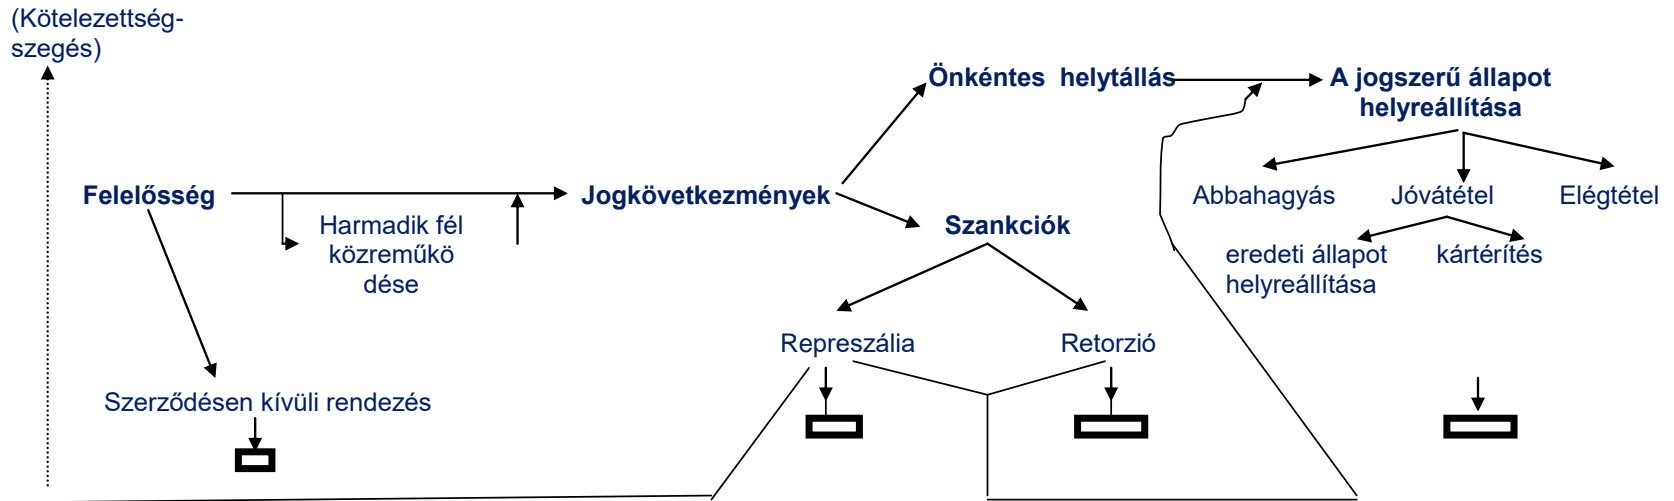 (Kötelezettség-
szegés)
Önkéntes helytállás
A jogszerű állapot
helyreállítása
Felelősség
Jogkövetkezmények
Abbahagyás
Jóvátétel
Elégtétel
Harmadik fél
közreműkö
dése
Szankciók
eredeti állapot
helyreállítása
kártérítés
Represzália
Retorzió
Szerződésen kívüli rendezés